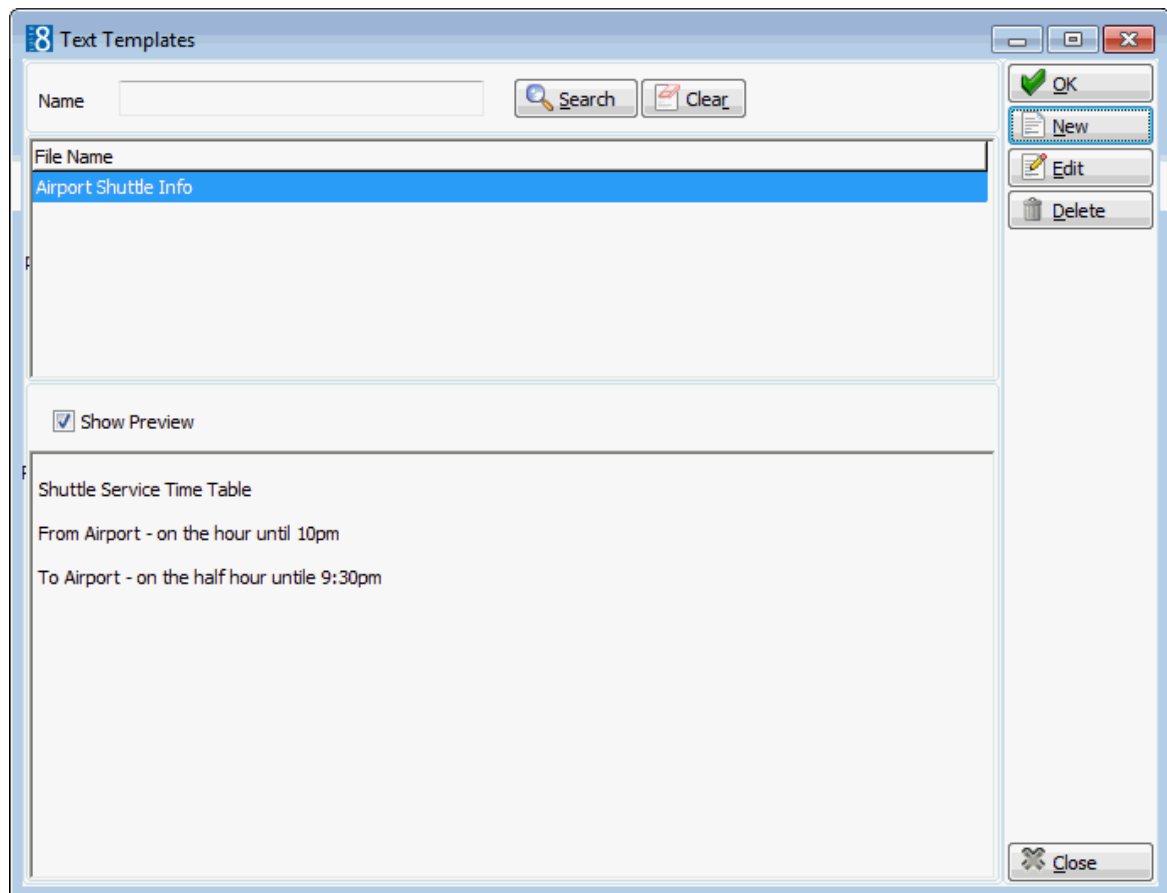 8 Text Templates
Name
Search
Clear
File Name
Airport Shuttle Info
Show Preview
Shuttle Service Time Table
From Airport - on the hour until 10pm
To Airport - on the half hour untile 9:30pm
OK
New
Edit
Delete
Close